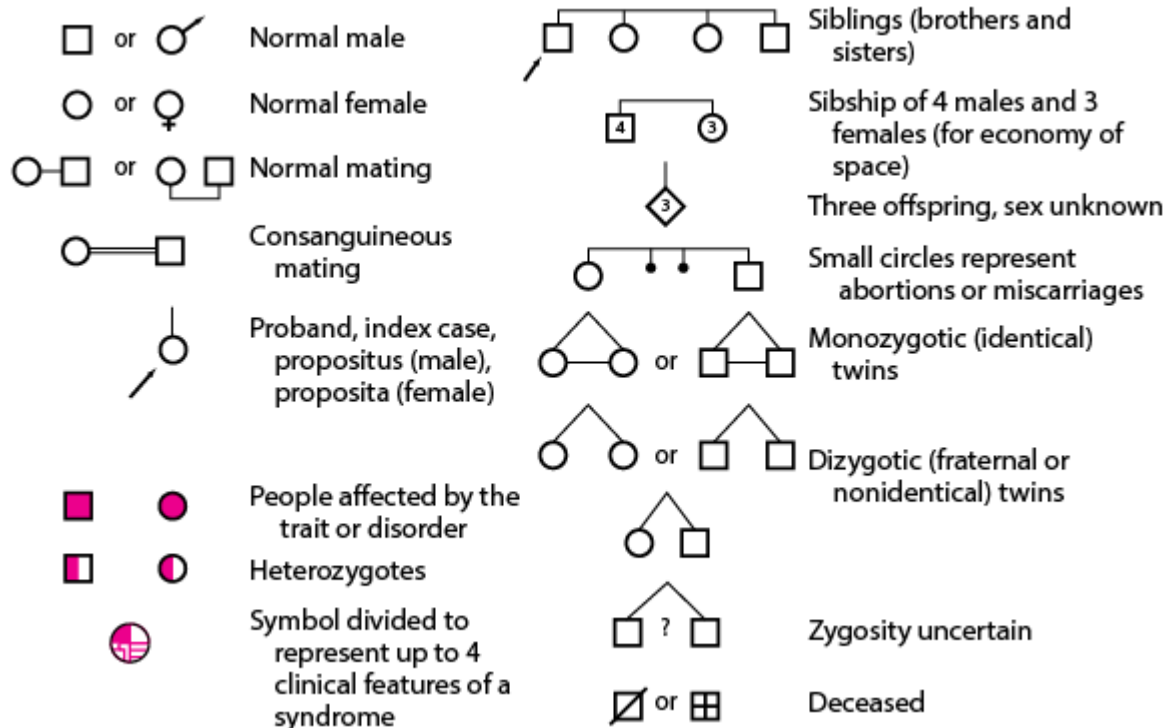 or
Normal male
or
Normal female
or
Normal mating
Consanguineous
mating
Proband, index case,
propositus (male),
proposita (female)
People affected by the
trait or disorder
Heterozygotes
Symbol divided to
represent up to 4
clinical features of a
syndrome
Siblings (brothers and
sisters)
4 3
Sibship of 4 males and 3
females (for economy of
space)
3
Three offspring, sex unknown
Small circles represent
abortions or miscarriages
or
Monozygotic (identical)
twins
or
Dizygotic (fraternal or
nonidentical) twins
?
Zygosity uncertain
or
Deceased